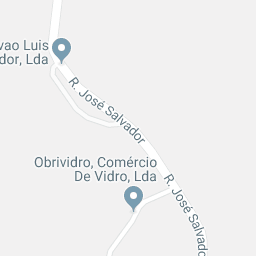 vao Luis
dor, Lda
R. José Salvador
Obrividro, Comércio
De Vidro, Lda
R. José Salvador